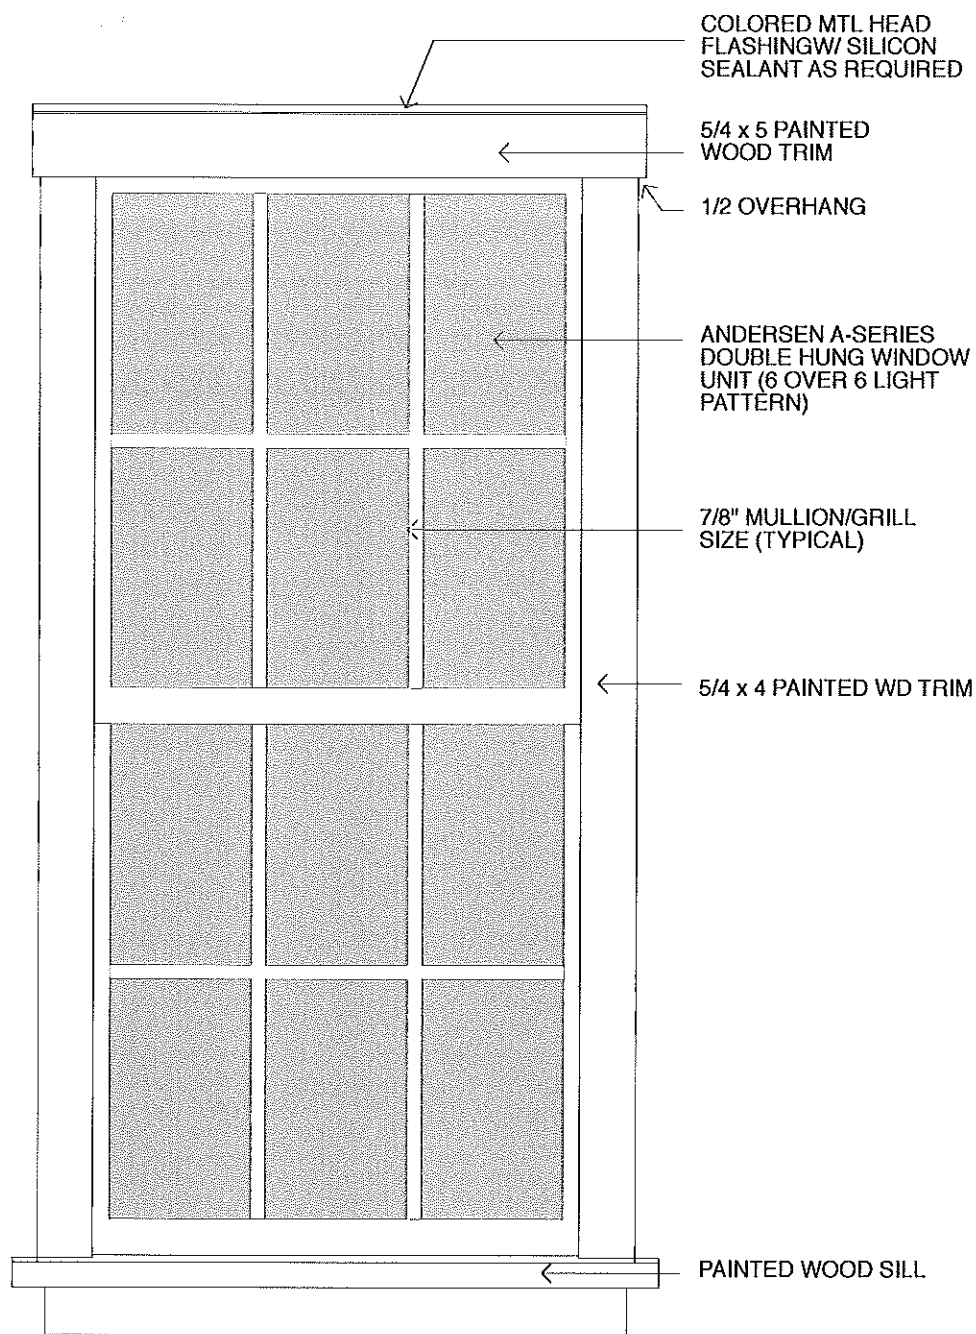 COLORED MTL HEAD
FLASHINGW/ SILICON
SEALANT AS REQUIRED
5/4 x 5 PAINTED
WOOD TRIM
1/2 OVERHANG
ANDERSEN A-SERIES
DOUBLE HUNG WINDOW
UNIT (6 OVER 6 LIGHT
PATTERN)
7/8" MULLION/GRILL
SIZE (TYPICAL)
5/4 x 4 PAINTED WD TRIM
PAINTED WOOD SILL